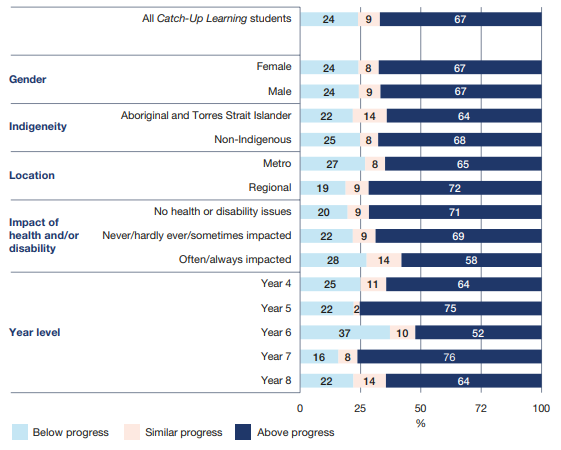 All Catch-Up Learning students 24 9 67
Gender
Female 24 8 67
Male 24 9 67
Indigeneity
Aboriginal and Torres Strait Islander 22 14 64
Non-Indigenous 25 8 68
Location
Metro 27 8 65
Regional 19 9 72
Impact of
health and/or
disability
No health or disability issues 20 9 71
Never/hardly ever/sometimes impacted 22 9 69
Often/always impacted 28 14 58
Year level
Year 4 25 11 64
Year 5 22 2 75
Year 6 37 10 52
Year 7 16 8 76
Year 8 22 14 64
0 25 50 72 100
%
Below progress Similar progress Above progress